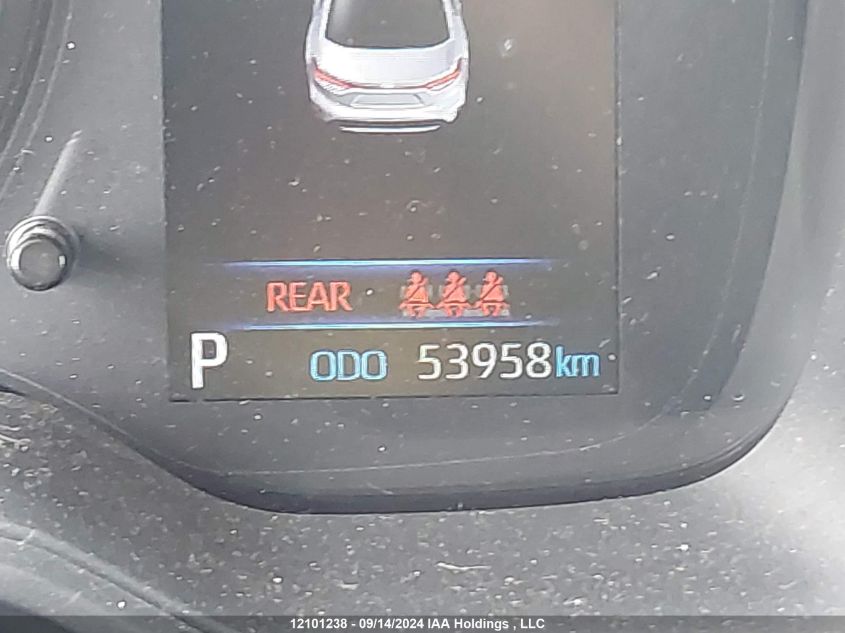 REAR
P ODO 53958km
12101238 - 09/14/2024 IAA Holdings , LLC